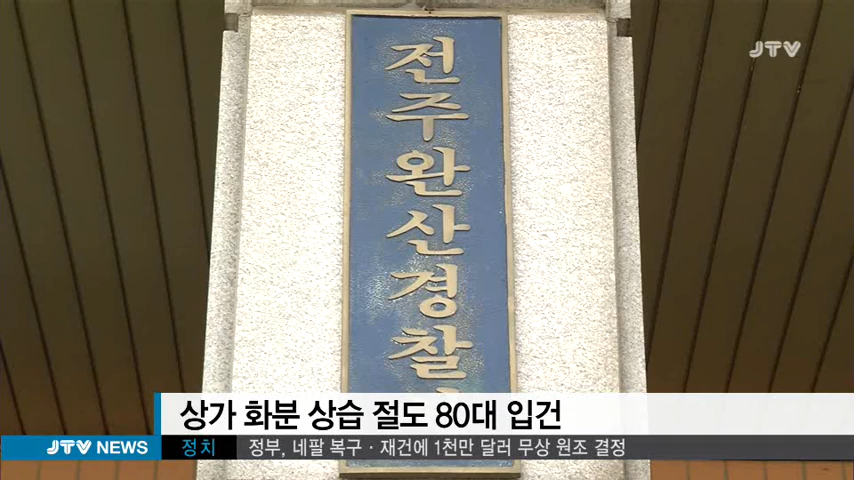 JTV
전주완산경찰
상가 화분 상습 절도 80대 입건
JTV NEWS
정치 정부, 네팔 복구·재건에 1천만 달러 무상 원조 결정